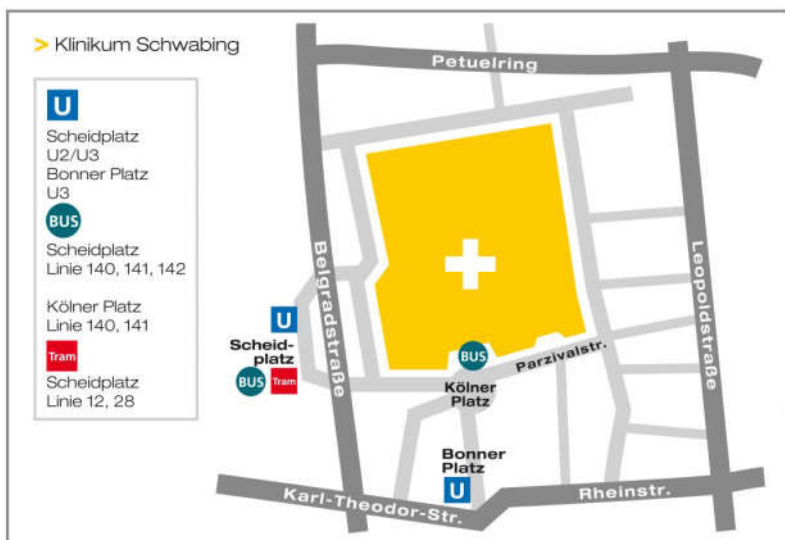 > Klinikum Schwabing
U
Scheidplatz
U2/U3
Bonner Platz
U3
BUS
Scheidplatz
Linie 140, 141, 142
Kölner Platz
Linie 140, 141
Tram
Scheidplatz
Linie 12, 28
Petuelring
Belgradstraße
Leopoldstraße
U
Scheid-
platz
BUS
Tram
BUS
Kölner
Platz
Parzivalstr.
Bonner
Platz
U
Karl-Theodor-Str.
Rheinstr.